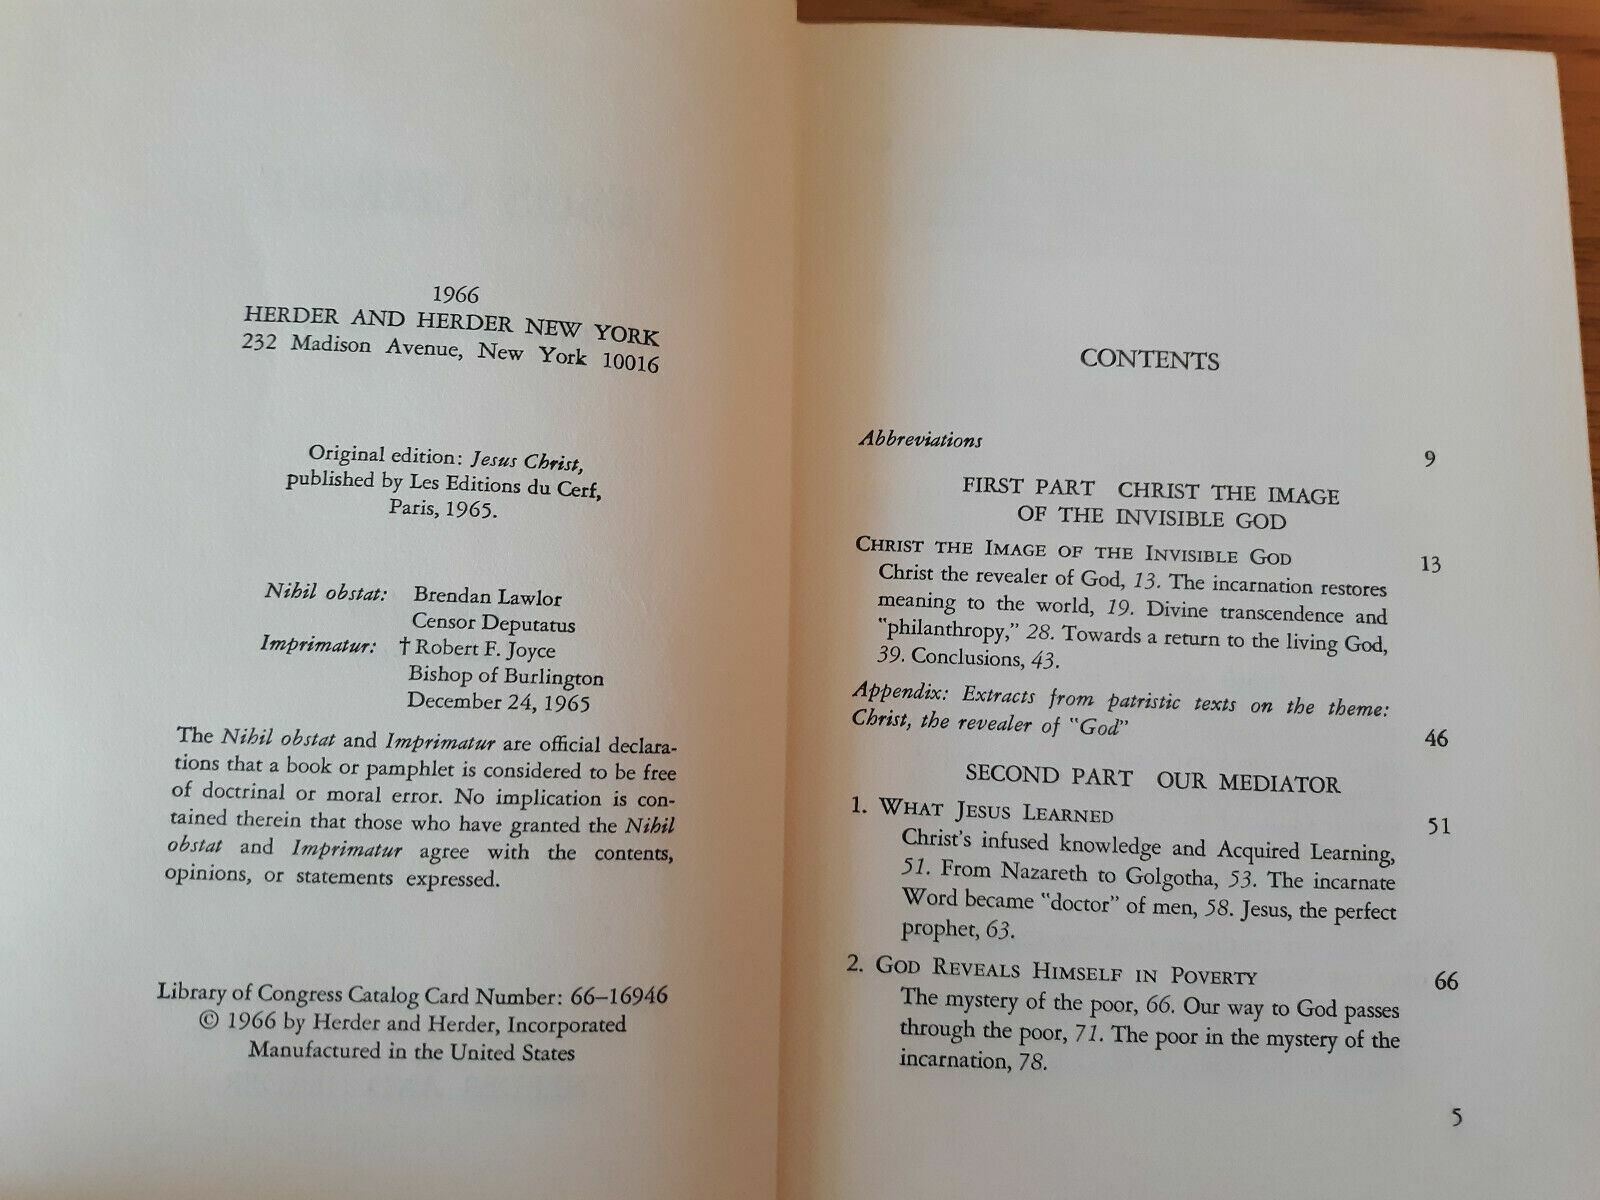 1966
HERDER AND HERDER NEW YORK
232 Madison Avenue, New York 10016
Original edition: Jesus Christ,
published by Les Editions du Cerf,
Paris, 1965.
Nihil obstat: Brendan Lawlor
Censor Deputatus
Imprimatur: † Robert F. Joyce
Bishop of Burlington
December 24, 1965
The Nihil obstat and Imprimatur are official declara-
tions that a book or pamphlet is considered to be free
of doctrinal or moral error. No implication is con-
tained therein that those who have granted the Nihil
obstat and Imprimatur agree with the contents,
opinions, or statements expressed.
Library of Congress Catalog Card Number: 66–16946
© 1966 by Herder and Herder, Incorporated
Manufactured in the United States
CONTENTS
Abbreviations 9
FIRST PART CHRIST THE IMAGE
OF THE INVISIBLE GOD
CHRIST THE IMAGE OF THE INVISIBLE GOD 13
Christ the revealer of God, 13. The incarnation restores
meaning to the world, 19. Divine transcendence and
"philanthropy," 28. Towards a return to the living God,
39. Conclusions, 43.
Appendix: Extracts from patristic texts on the theme:
Christ, the revealer of "God" 46
SECOND PART OUR MEDIATOR
1. WHAT JESUS LEARNED 51
Christ's infused knowledge and Acquired Learning,
51. From Nazareth to Golgotha, 53. The incarnate
Word became "doctor" of men, 58. Jesus, the perfect
prophet, 63.
2. GOD REVEALS HIMSELF IN POVERTY 66
The mystery of the poor, 66. Our way to God passes
through the poor, 71. The poor in the mystery of the
incarnation, 78.
5